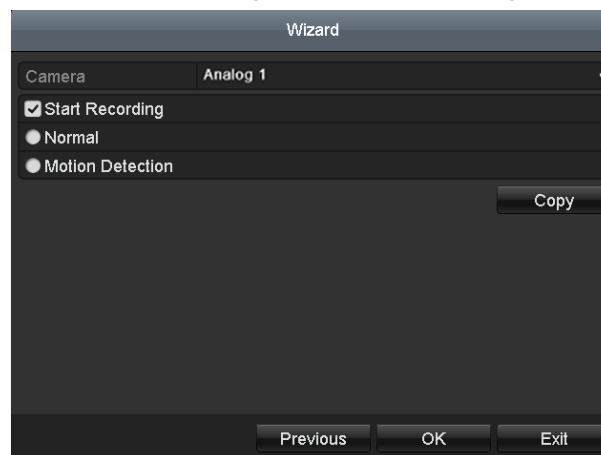 Wizard
Camera Analog 1
Start Recording
Normal
Motion Detection
Copy
Previous OK Exit